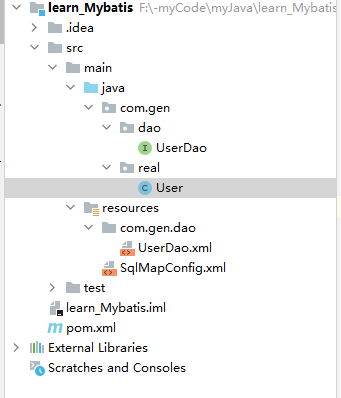 learn_Mybatis F:\-myCode\myJava\learn_Mybatis
.idea
src
main
java
com.gen
dao
UserDao
real
User
resources
com.gen.dao
UserDao.xml
SqlMapConfig.xml
test
learn_Mybatis.iml
pom.xml
External Libraries
Scratches and Consoles